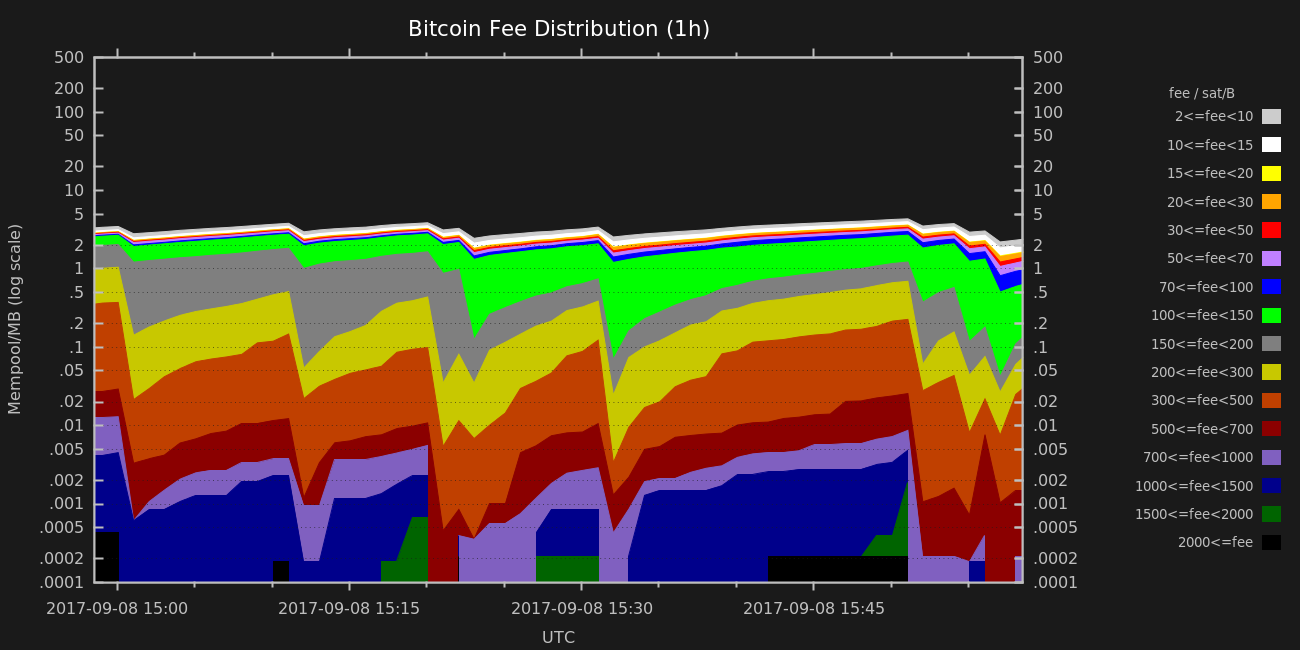 Bitcoin Fee Distribution (1h)
500 500
200 200
100 100
50 50
20 20
10 10
5 5
2 2
1 1
.5 .5
.2 .2
.1 .1
.05 .05
.02 .02
.01 .01
.005 .005
.002 .002
.001 .001
.0005 .0005
.0002 .0002
.0001 .0001
Mempool/MB (log scale)
2017-09-08 15:00 2017-09-08 15:15 2017-09-08 15:30 2017-09-08 15:45
UTC
fee / sat/B
2<=fee<10
10<=fee<15
15<=fee<20
20<=fee<30
30<=fee<50
50<=fee<70
70<=fee<100
100<=fee<150
150<=fee<200
200<=fee<300
300<=fee<500
500<=fee<700
700<=fee<1000
1000<=fee<1500
1500<=fee<2000
2000<=fee